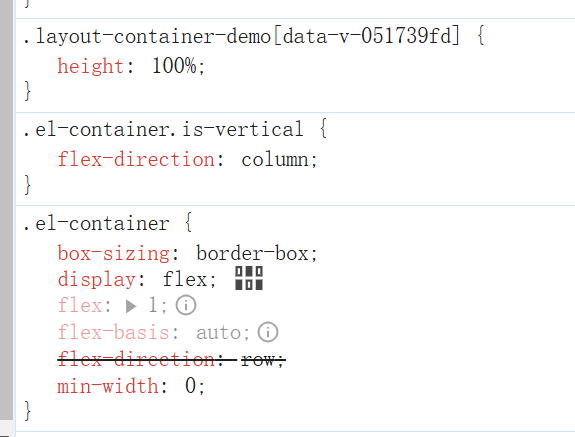 }
.layout-container-demo[data-v-051739fd] {
height: 100%;
}
.el-container.is-vertical {
flex-direction: column;
}
.el-container {
box-sizing: border-box;
display: flex;
flex: 1;
flex-basis: auto;
flex-direction: row;
min-width: 0;
}